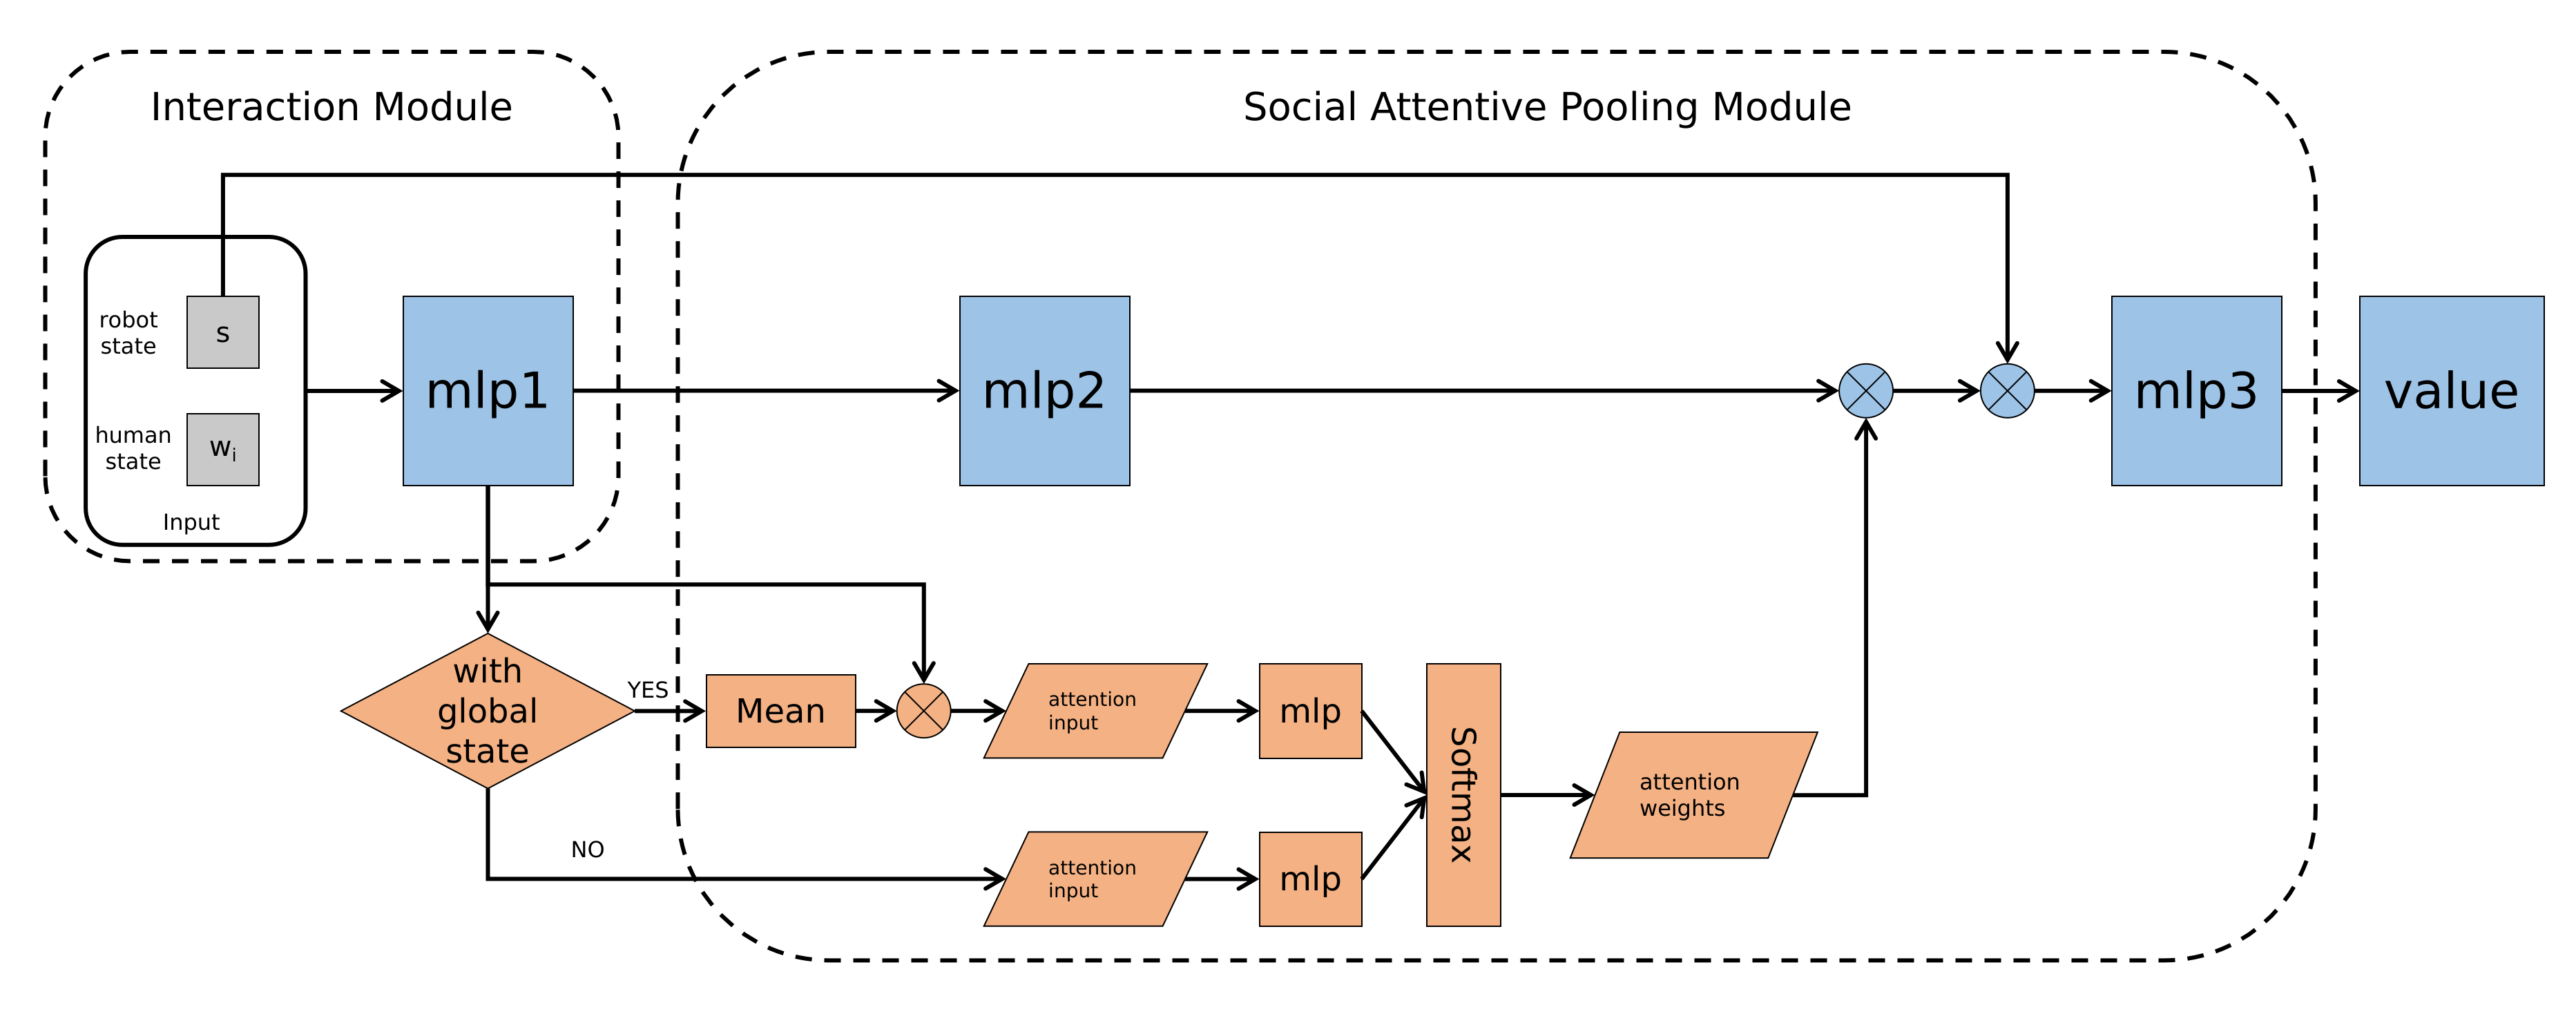 Interaction Module
Social Attentive Pooling Module
robot
state
s
human
state
wᵢ
Input
mlp1
mlp2
mlp3
value
with
global
state
YES
NO
Mean
attention
input
mlp
attention
input
mlp
Softmax
attention
weights